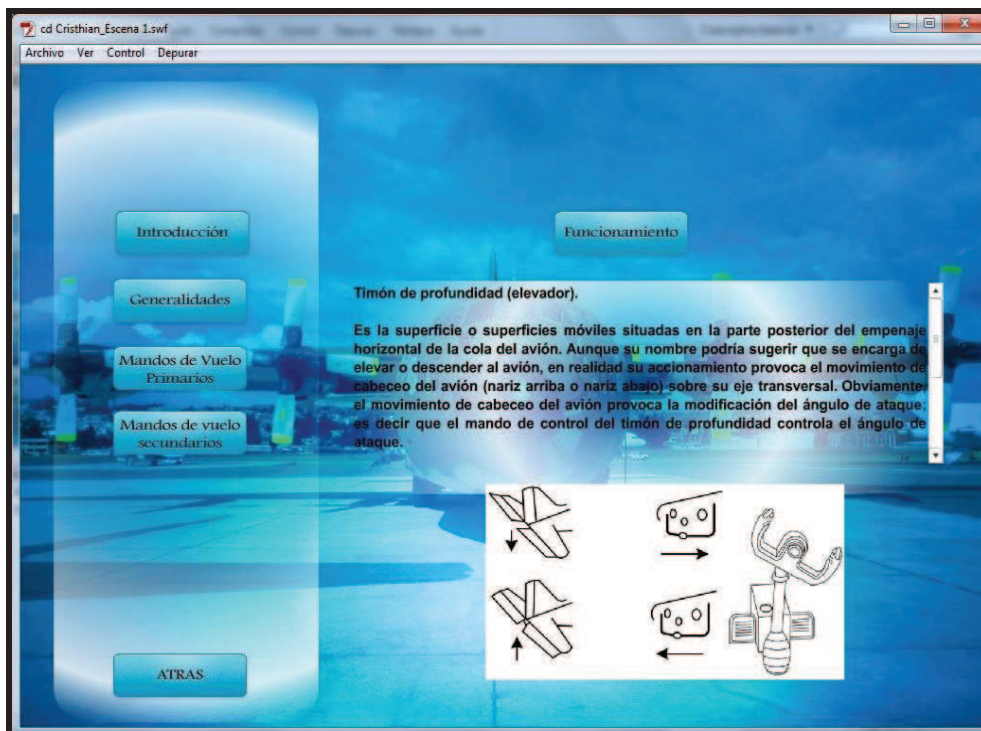 cd Cristhian_Escena 1.swf
Archivo Ver Control Depurar
Introducción
Generalidades
Mandos de Vuelo
Primarios
Mandos de vuelo
secundarios
ATRAS
Funcionamiento
Timón de profundidad (elevador).
Es la superficie o superficies móviles situadas en la parte posterior del empenaje
horizontal de la cola del avión. Aunque su nombre podría sugerir que se encarga de
elevar o descender al avión, en realidad su accionamiento provoca el movimiento de
cabeceo del avión (nariz arriba o nariz abajo) sobre su eje transversal. Obviamente,
el movimiento de cabeceo del avión provoca la modificación del ángulo de ataque;
es decir que el mando de control del timón de profundidad controla el ángulo de
ataque.